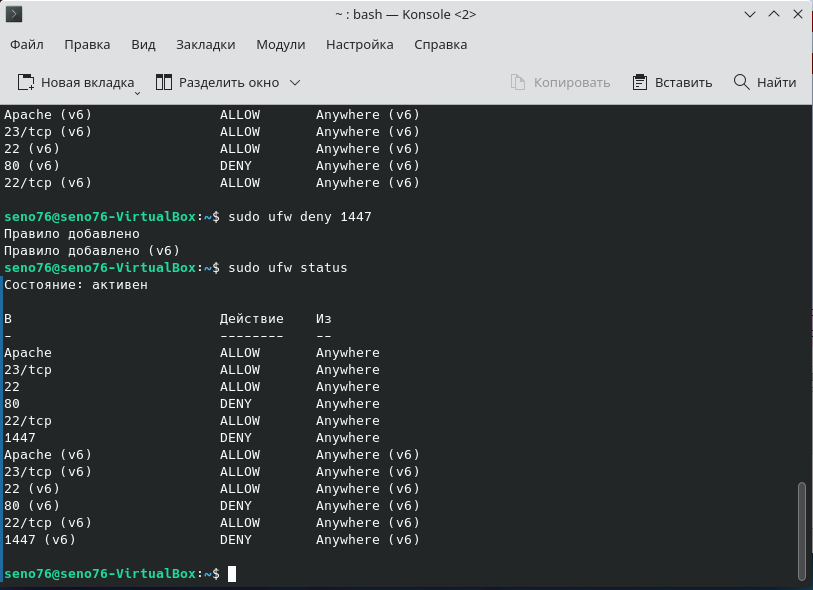 ~ : bash — Konsole <2>
Файл Правка Вид Закладки Модули Настройка Справка
Новая вкладка Разделить окно Копировать Вставить Найти
Apache (v6) ALLOW Anywhere (v6)
23/tcp (v6) ALLOW Anywhere (v6)
22 (v6) ALLOW Anywhere (v6)
80 (v6) DENY Anywhere (v6)
22/tcp (v6) ALLOW Anywhere (v6)
seno76@seno76-VirtualBox:~$ sudo ufw deny 1447
Правило добавлено
Правило добавлено (v6)
seno76@seno76-VirtualBox:~$ sudo ufw status
Состояние: активен
В Действие Из
- -------- --
Apache ALLOW Anywhere
23/tcp ALLOW Anywhere
22 ALLOW Anywhere
80 DENY Anywhere
22/tcp ALLOW Anywhere
1447 DENY Anywhere
Apache (v6) ALLOW Anywhere (v6)
23/tcp (v6) ALLOW Anywhere (v6)
22 (v6) ALLOW Anywhere (v6)
80 (v6) DENY Anywhere (v6)
22/tcp (v6) ALLOW Anywhere (v6)
1447 (v6) DENY Anywhere (v6)
seno76@seno76-VirtualBox:~$